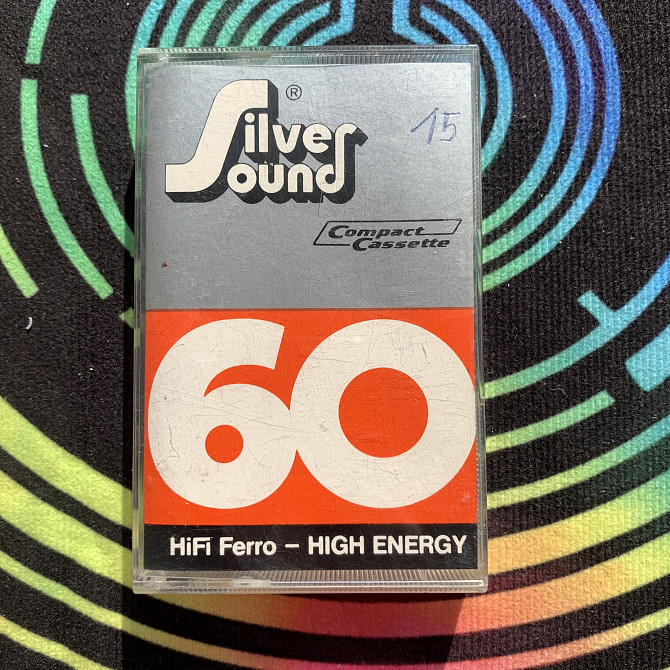 Silver ®
Sound
15
Compact
Cassette
60
HiFi Ferro – HIGH ENERGY